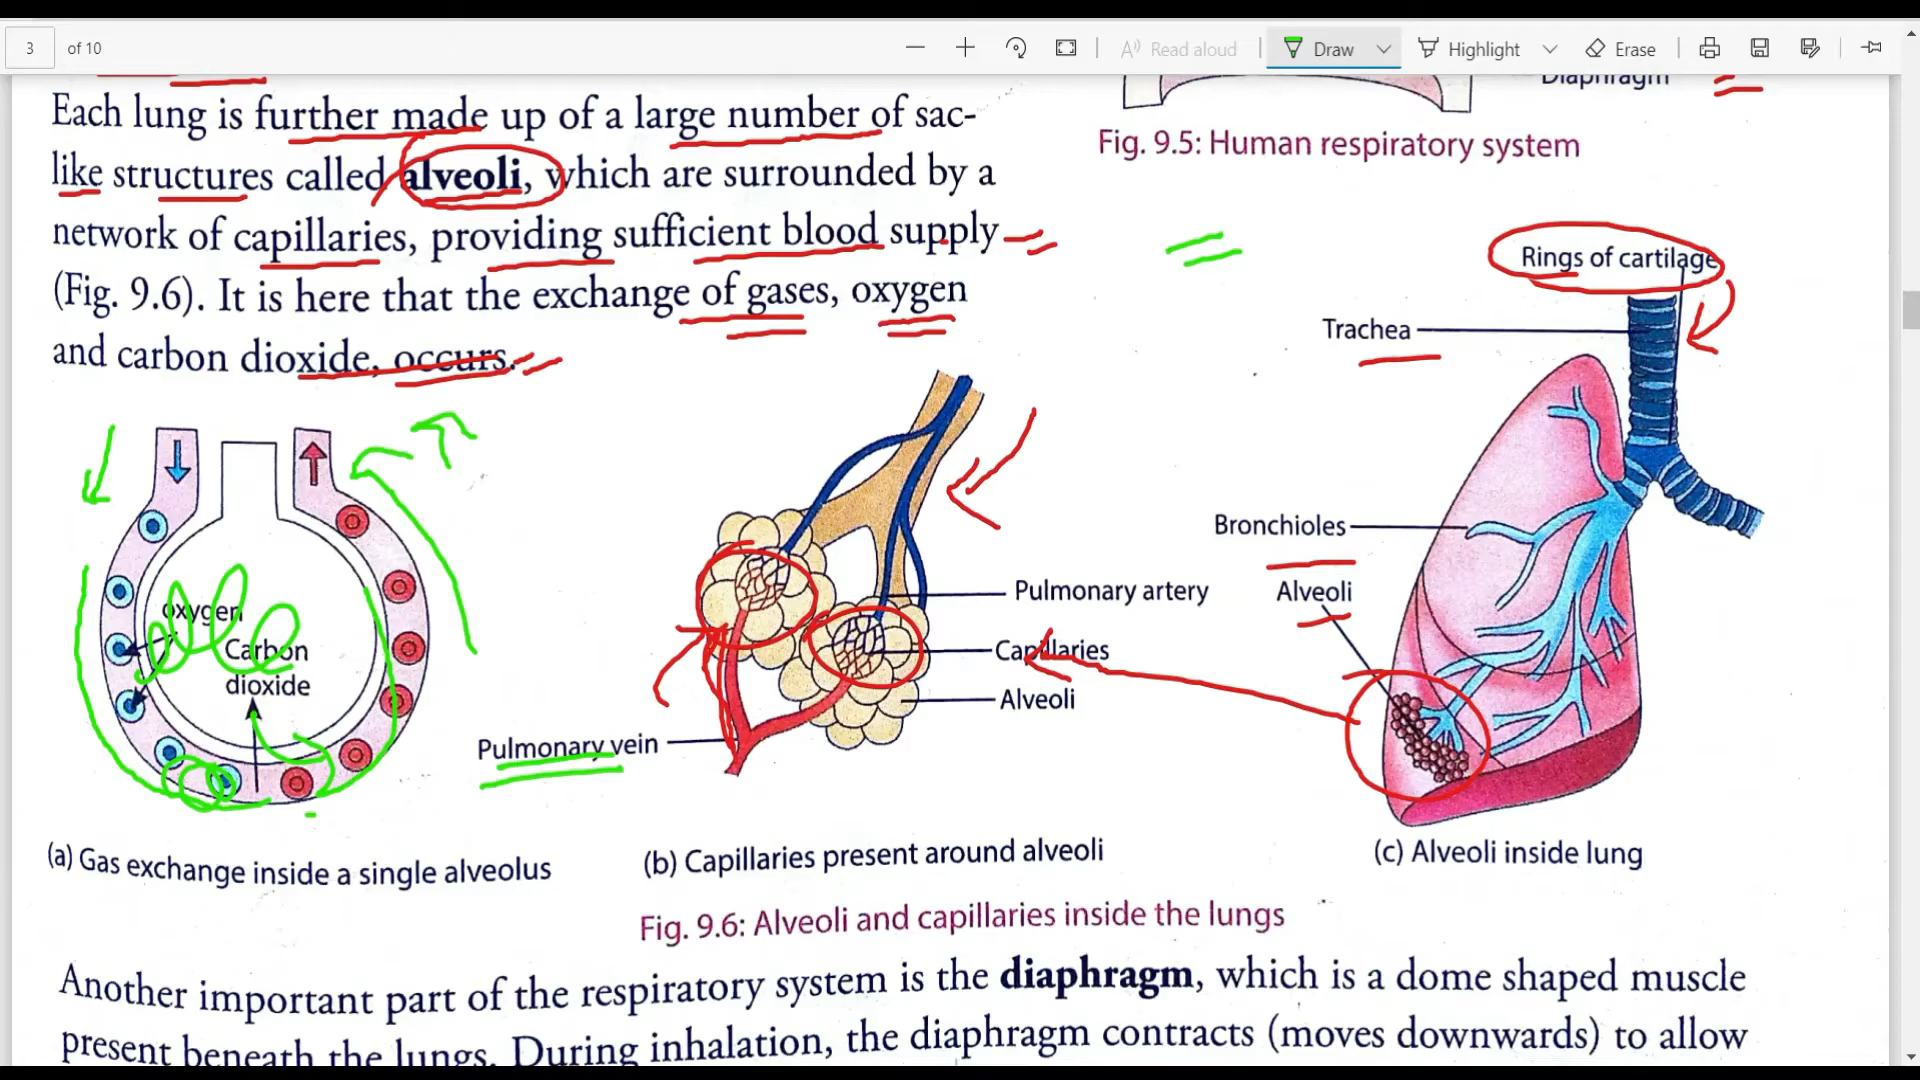 3 of 10
Read aloud
Draw
Highlight
Erase
Each lung is further made up of a large number of sac-
like structures called alveoli, which are surrounded by a
network of capillaries, providing sufficient blood supply
(Fig. 9.6). It is here that the exchange of gases, oxygen
and carbon dioxide, occurs.
Diaphragm
Fig. 9.5: Human respiratory system
oxygen
Carbon
dioxide
(a) Gas exchange inside a single alveolus
Pulmonary artery
Capillaries
Alveoli
Pulmonary vein
(b) Capillaries present around alveoli
Rings of cartilage
Trachea
Bronchioles
Alveoli
(c) Alveoli inside lung
Fig. 9.6: Alveoli and capillaries inside the lungs
Another important part of the respiratory system is the diaphragm, which is a dome shaped muscle
present beneath the lungs. During inhalation, the diaphragm contracts (moves downwards) to allow